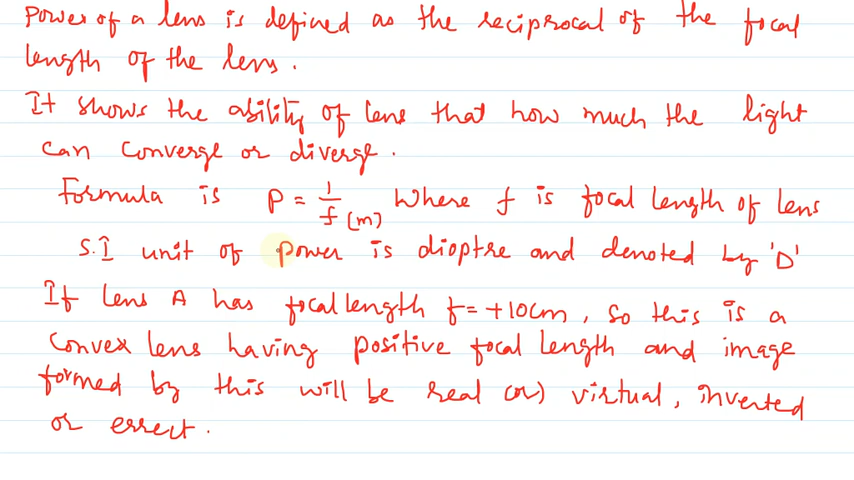 Power of a lens is defined as the reciprocal of the focal
length of the lens.
It shows the ability of lens that how much the light
can converge or diverge.
Formula is P = 1/f (m) Where f is focal length of lens
S.I unit of power is dioptre and denoted by 'D'
If lens A has focal length f = +10cm, so this is a
convex lens having positive focal length and image
formed by this will be real (or) virtual, inverted
or errect.